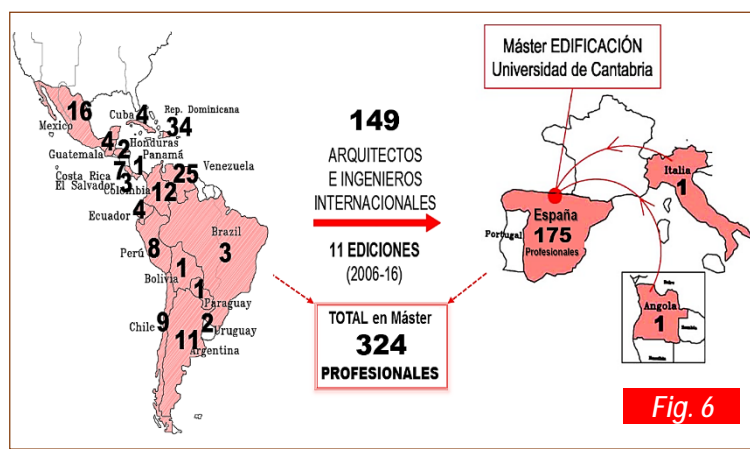 16
Mexico
Cuba
4
Rep. Dominicana
34
4
Guatemala
2
Honduras
Panamá
1
Costa Rica
7
El Salvador
3
Venezuela
25
Colombia
12
Ecuador
4
Brazil
3
Perú
8
Bolivia
1
Paraguay
1
Chile
9
2
Uruguay
11
Argentina
149
ARQUITECTOS
E INGENIEROS
INTERNACIONALES
11 EDICIONES
(2006-16)
TOTAL en Máster
324
PROFESIONALES
Máster EDIFICACIÓN
Universidad de Cantabria
Italia
1
España
175
Profesionales
Portugal
Angola
1
Fig. 6